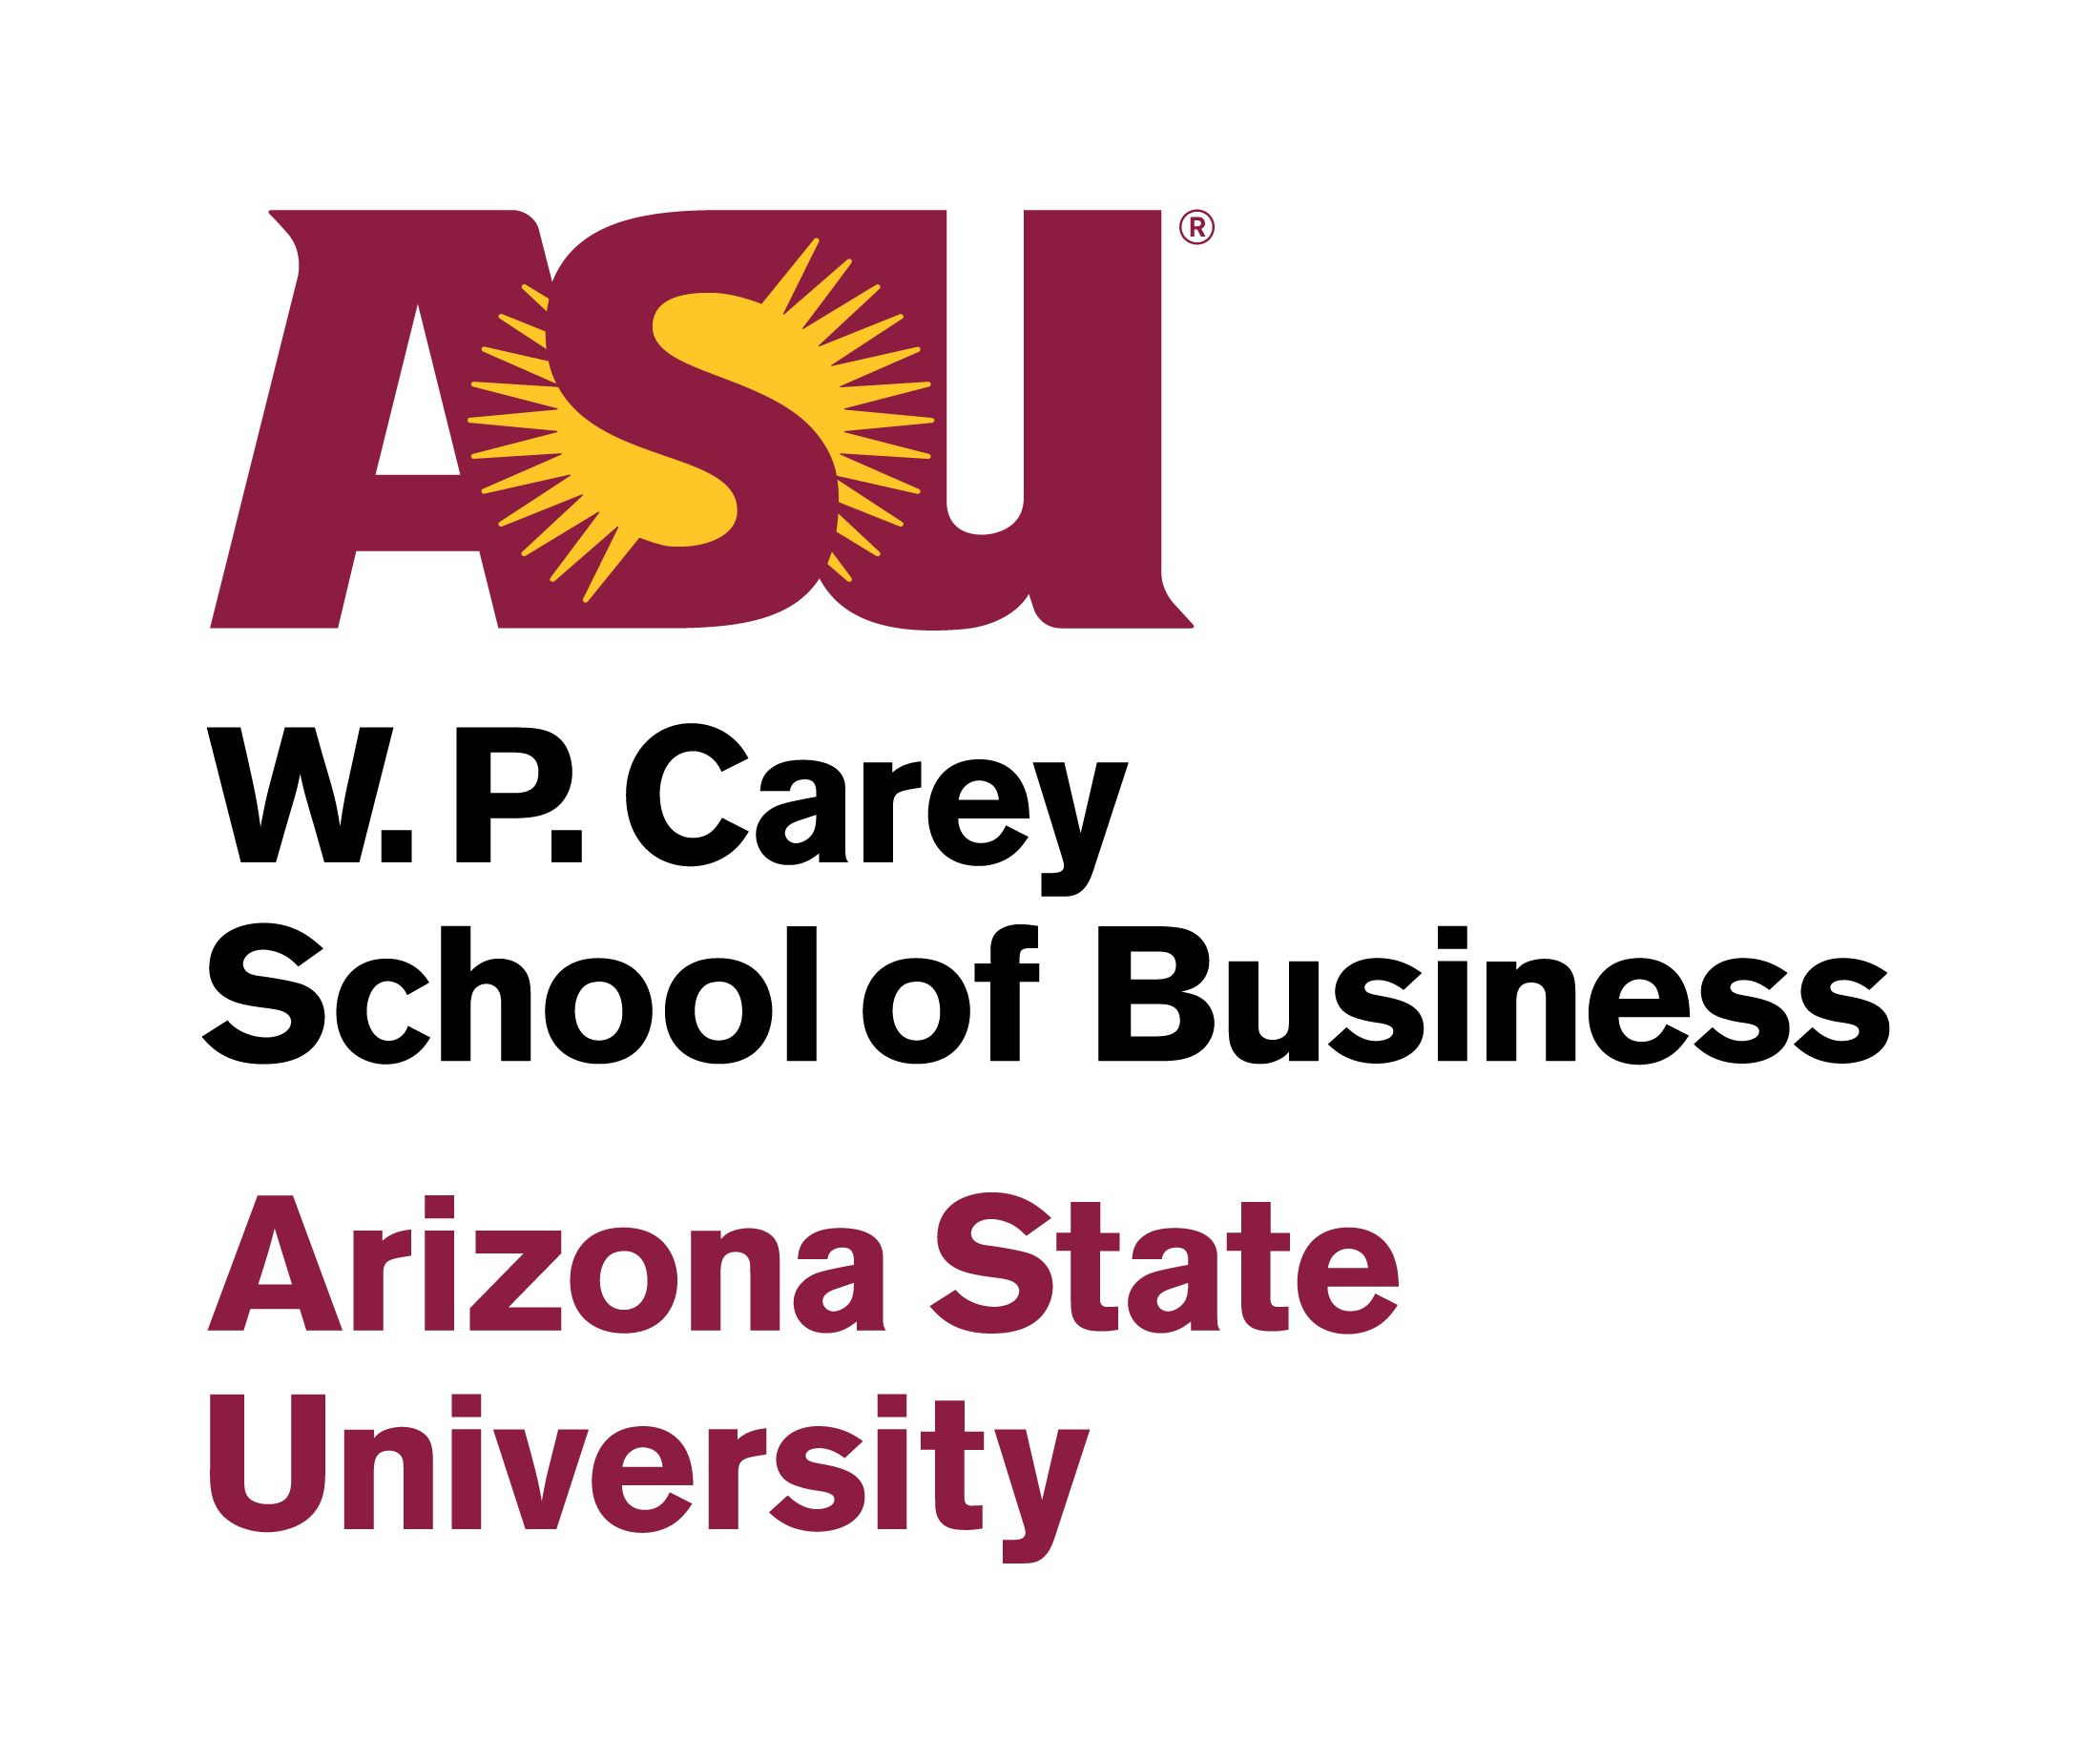 ASU®
W. P. Carey
School of Business
Arizona State
University